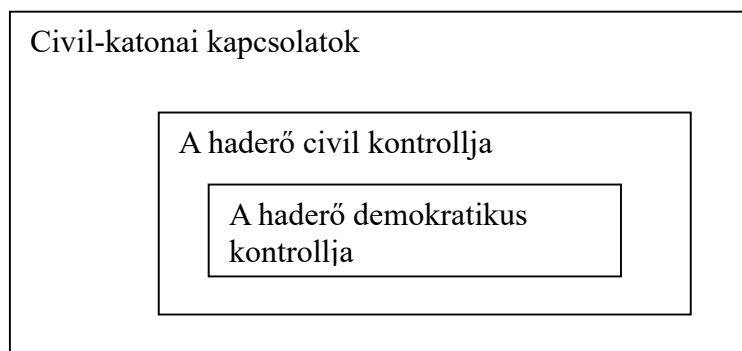 Civil-katonai kapcsolatok
A haderő civil kontrollja
A haderő demokratikus
kontrollja